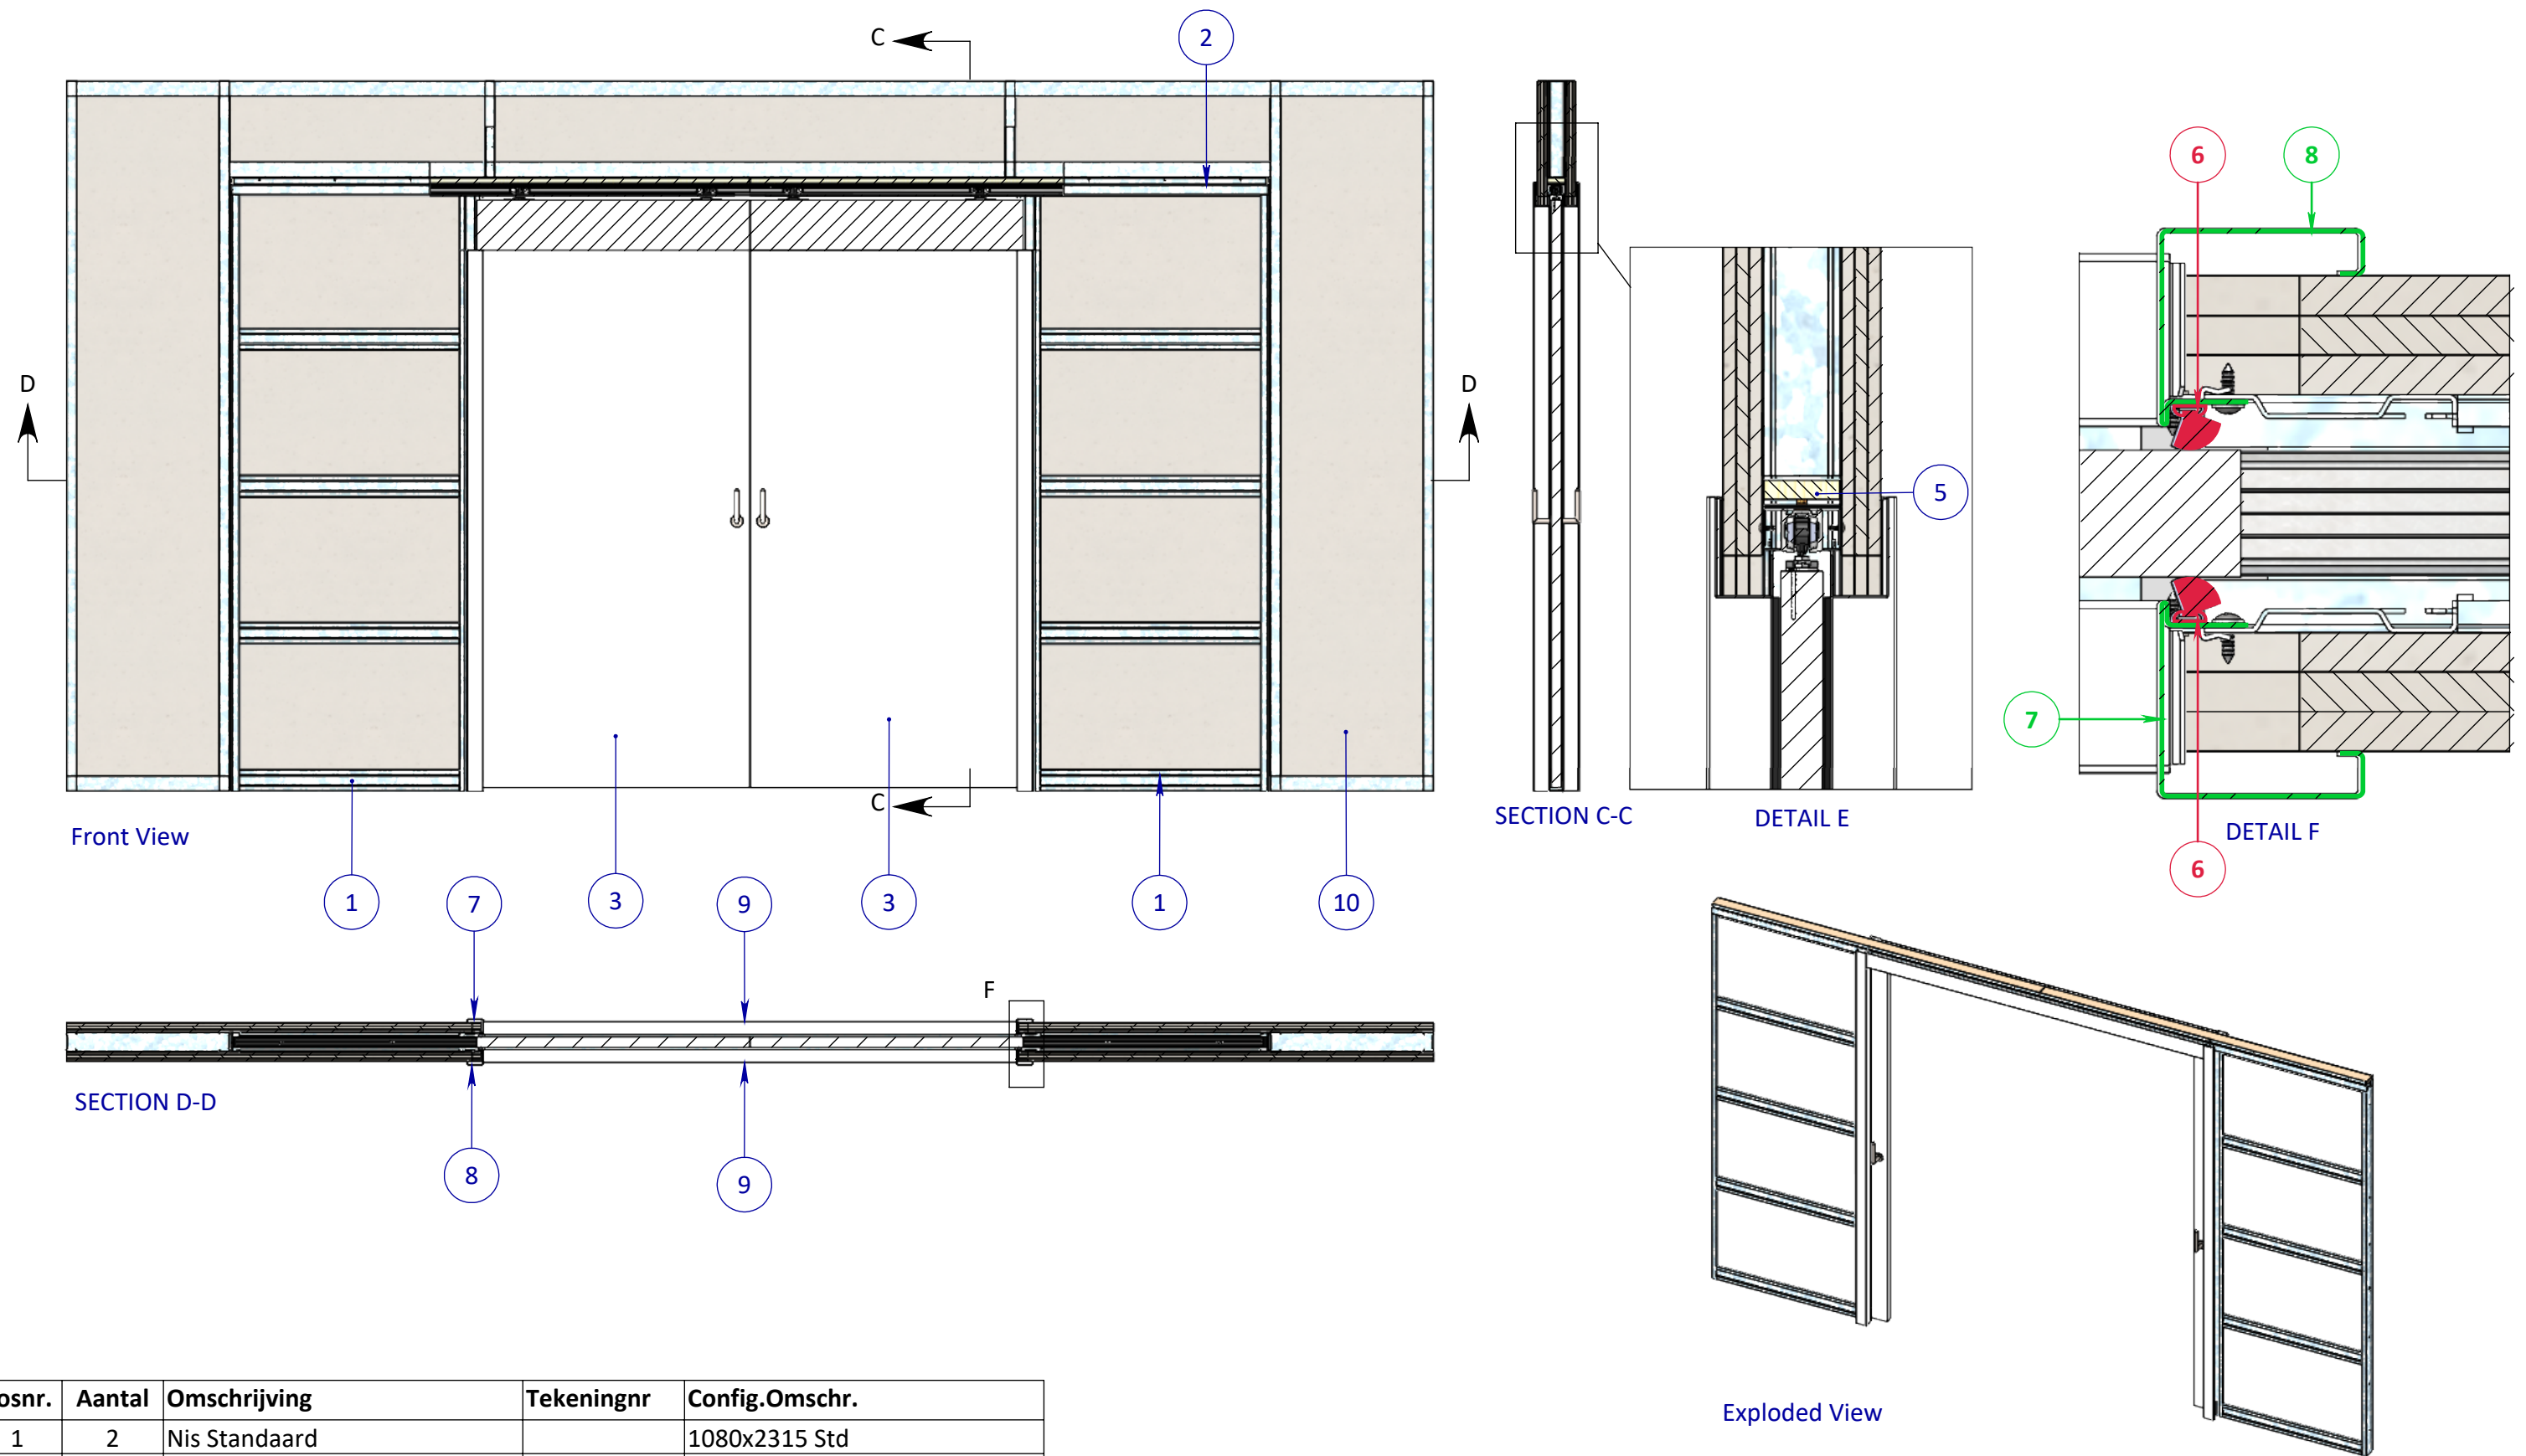 C
2
D
D
C
6
8
5
7
6
Front View
SECTION C-C
DETAIL E
DETAIL F
1
3
3
1
10
7
9
F
SECTION D-D
8
9
Exploded View
osnr. Aantal Omschrijving Tekeningnr Config.Omschr.
1 2 Nis Standaard 1080x2315 Std